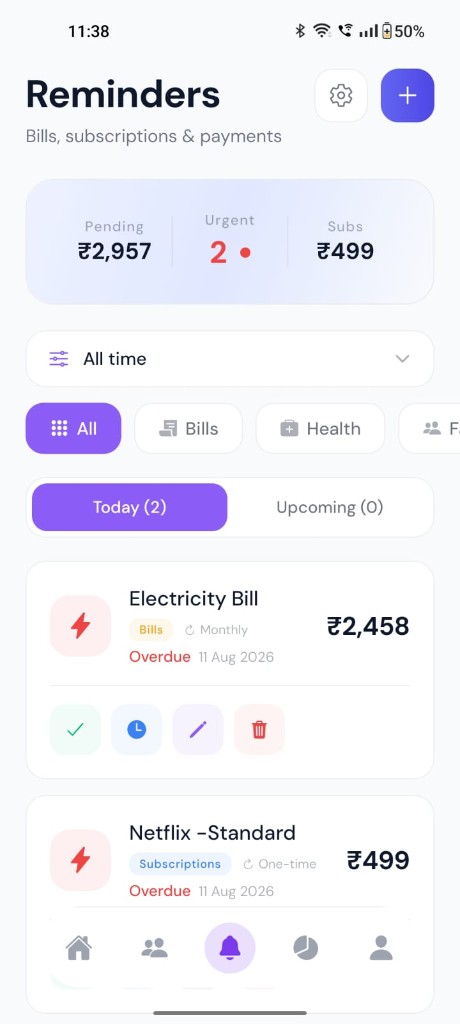 11:38
50%
Reminders
Bills, subscriptions & payments
Pending
Urgent
Subs
₹2,957
2
₹499
All time
All
Bills
Health
Today (2)
Upcoming (0)
Electricity Bill
₹2,458
Bills
Monthly
Overdue 11 Aug 2026
Netflix -Standard
₹499
Subscriptions
One-time
Overdue 11 Aug 2026